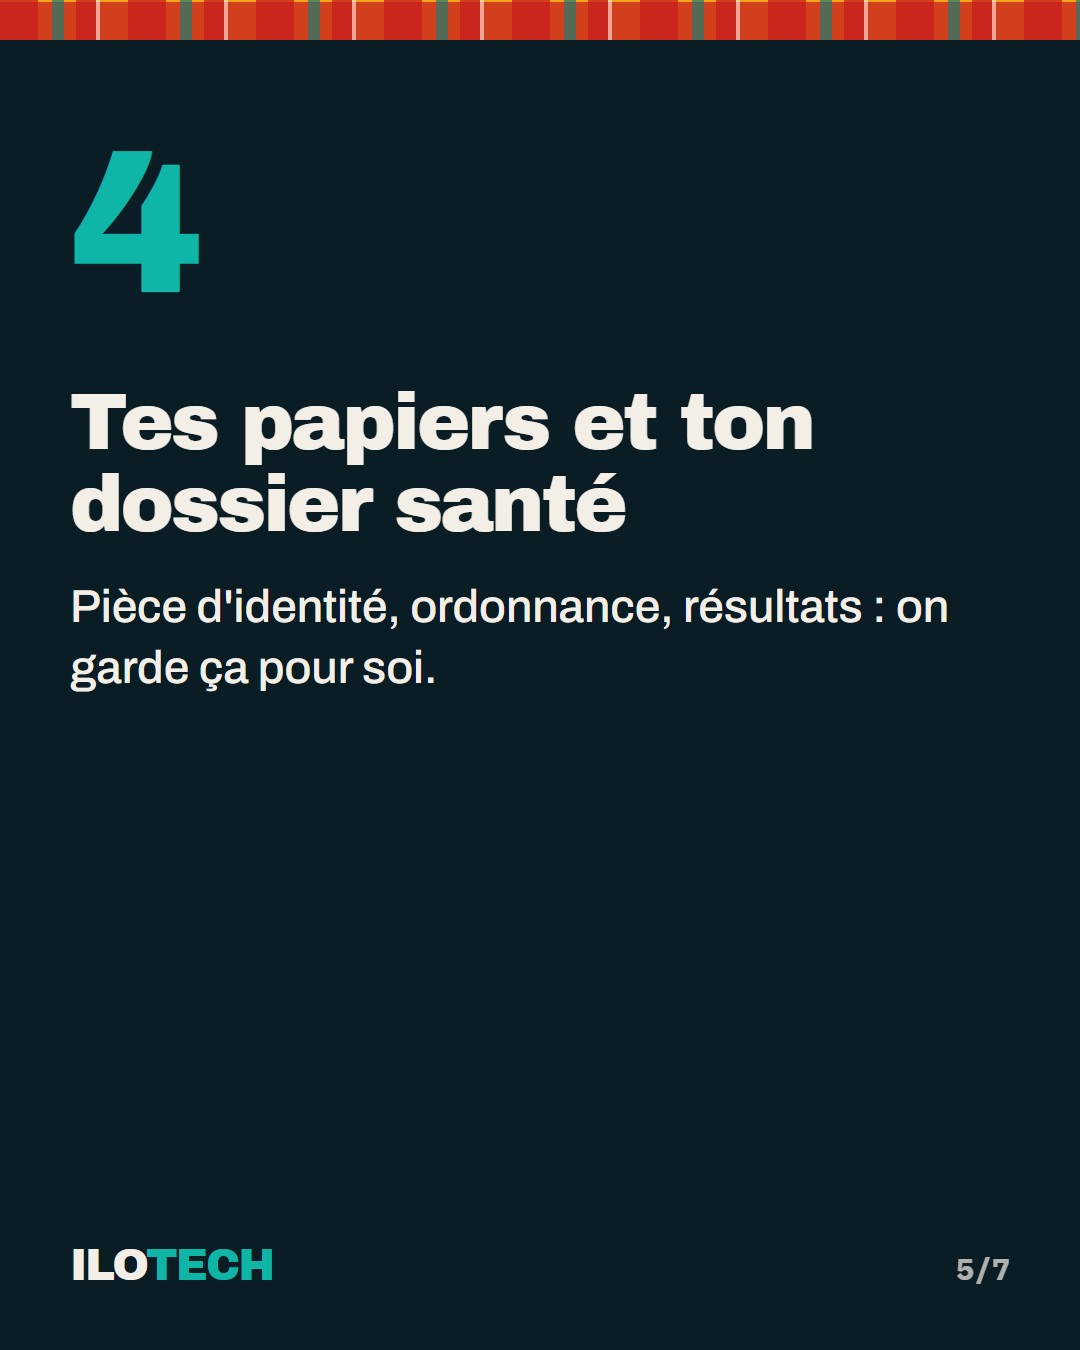 4
Tes papiers et ton
dossier santé
Pièce d'identité, ordonnance, résultats : on
garde ça pour soi.
ILOTECH
5/7